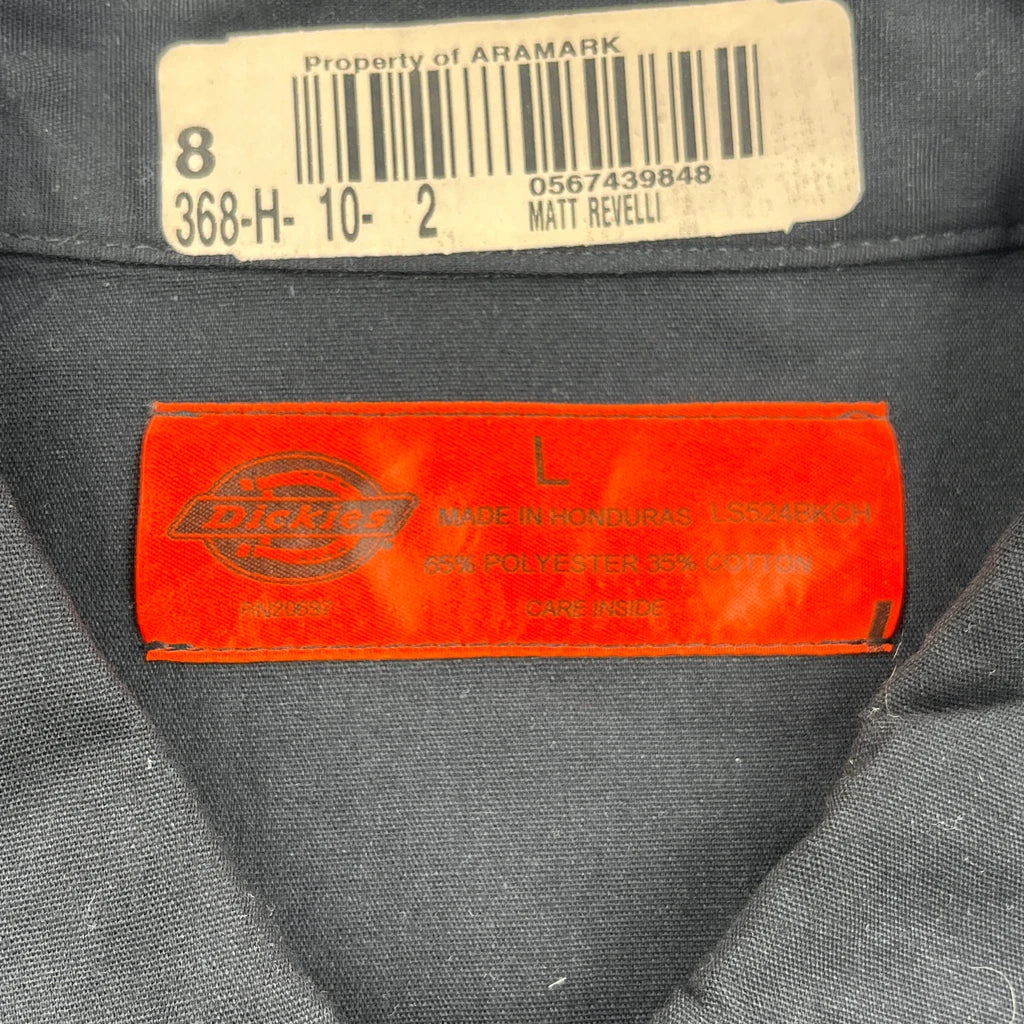 Property of ARAMARK
8
0567439848
368-H- 10- 2
MATT REVELLI
L
Dickies
MADE IN HONDURAS LS524BKCH
65% POLYESTER 35% COTTON
CARE INSIDE